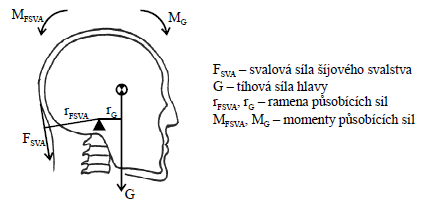 MFSVA
MG
rFSVA
rG
FSVA
G
FSVA – svalová síla šíjového svalstva
G – tíhová síla hlavy
rFSVA, rG – ramena působících sil
MFSVA, MG – momenty působících sil